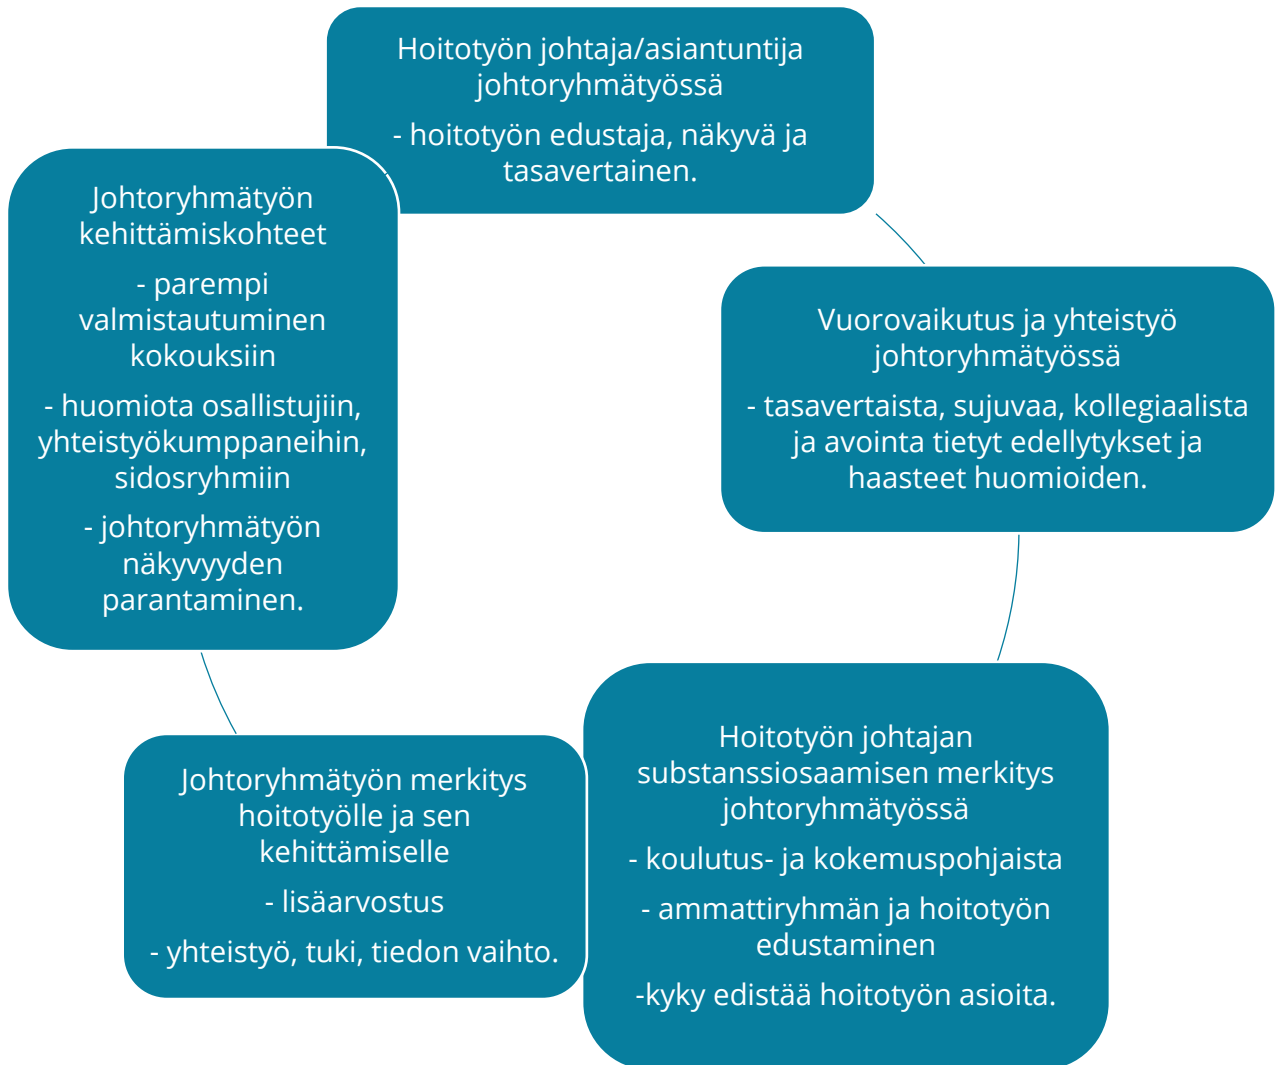 Hoitotyön johtaja/asiantuntija
johtoryhmätyössä
- hoitotyön edustaja, näkyvä ja
tasavertainen.
Vuorovaikutus ja yhteistyö
johtoryhmätyössä
- tasavertaista, sujuvaa, kollegiaalista
ja avointa tietyt edellytykset ja
haasteet huomioiden.
Hoitotyön johtajan
substanssiosaamisen merkitys
johtoryhmätyössä
- koulutus- ja kokemuspohjaista
- ammattiryhmän ja hoitotyön
edustaminen
-kyky edistää hoitotyön asioita.
Johtoryhmätyön merkitys
hoitotyölle ja sen
kehittämiselle
- lisäarvostus
- yhteistyö, tuki, tiedon vaihto.
Johtoryhmätyön
kehittämiskohteet
- parempi
valmistautuminen
kokouksiin
- huomiota osallistujiin,
yhteistyökumppaneihin,
sidosryhmiin
- johtoryhmätyön
näkyvyyden
parantaminen.